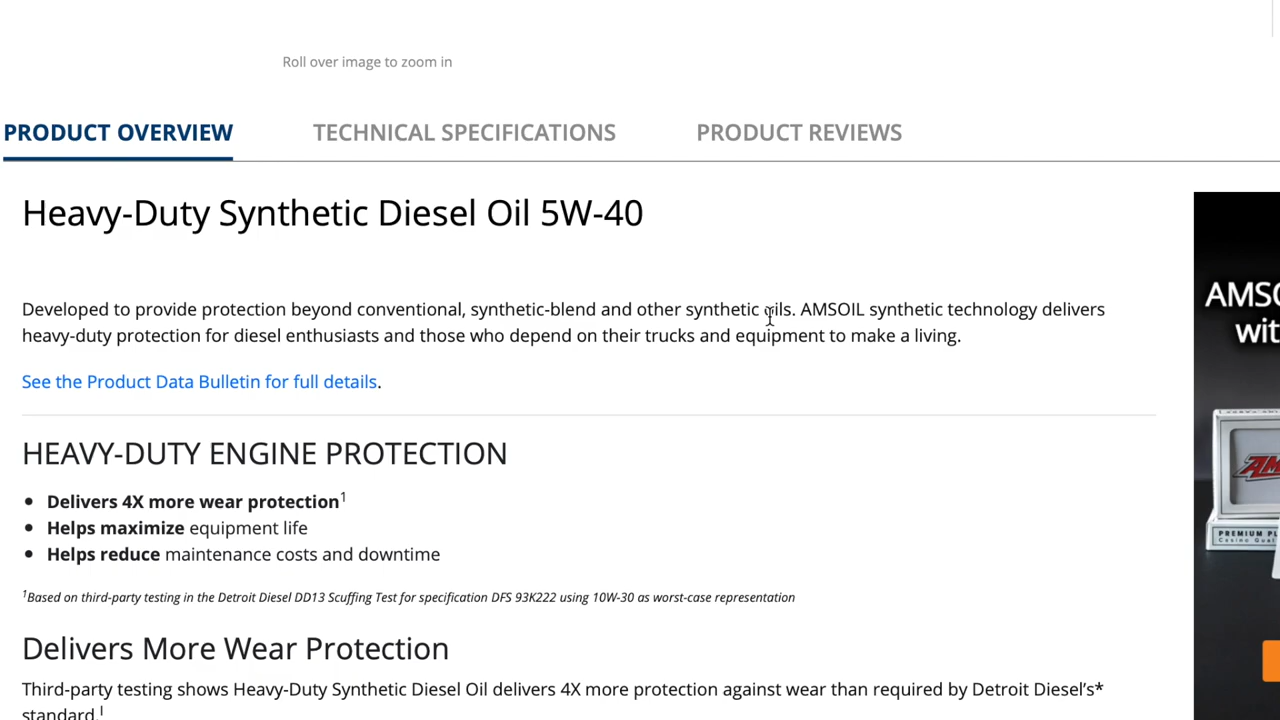 Roll over image to zoom in
PRODUCT OVERVIEW TECHNICAL SPECIFICATIONS PRODUCT REVIEWS
Heavy-Duty Synthetic Diesel Oil 5W-40
Developed to provide protection beyond conventional, synthetic-blend and other synthetic oils. AMSOIL synthetic technology delivers
heavy-duty protection for diesel enthusiasts and those who depend on their trucks and equipment to make a living.
See the Product Data Bulletin for full details.
HEAVY-DUTY ENGINE PROTECTION
• Delivers 4X more wear protection¹
• Helps maximize equipment life
• Helps reduce maintenance costs and downtime
¹Based on third-party testing in the Detroit Diesel DD13 Scuffing Test for specification DFS 93K222 using 10W-30 as worst-case representation
Delivers More Wear Protection
Third-party testing shows Heavy-Duty Synthetic Diesel Oil delivers 4X more protection against wear than required by Detroit Diesel's*
standard.¹
AMSO
wit
AM
PREMIUM PL